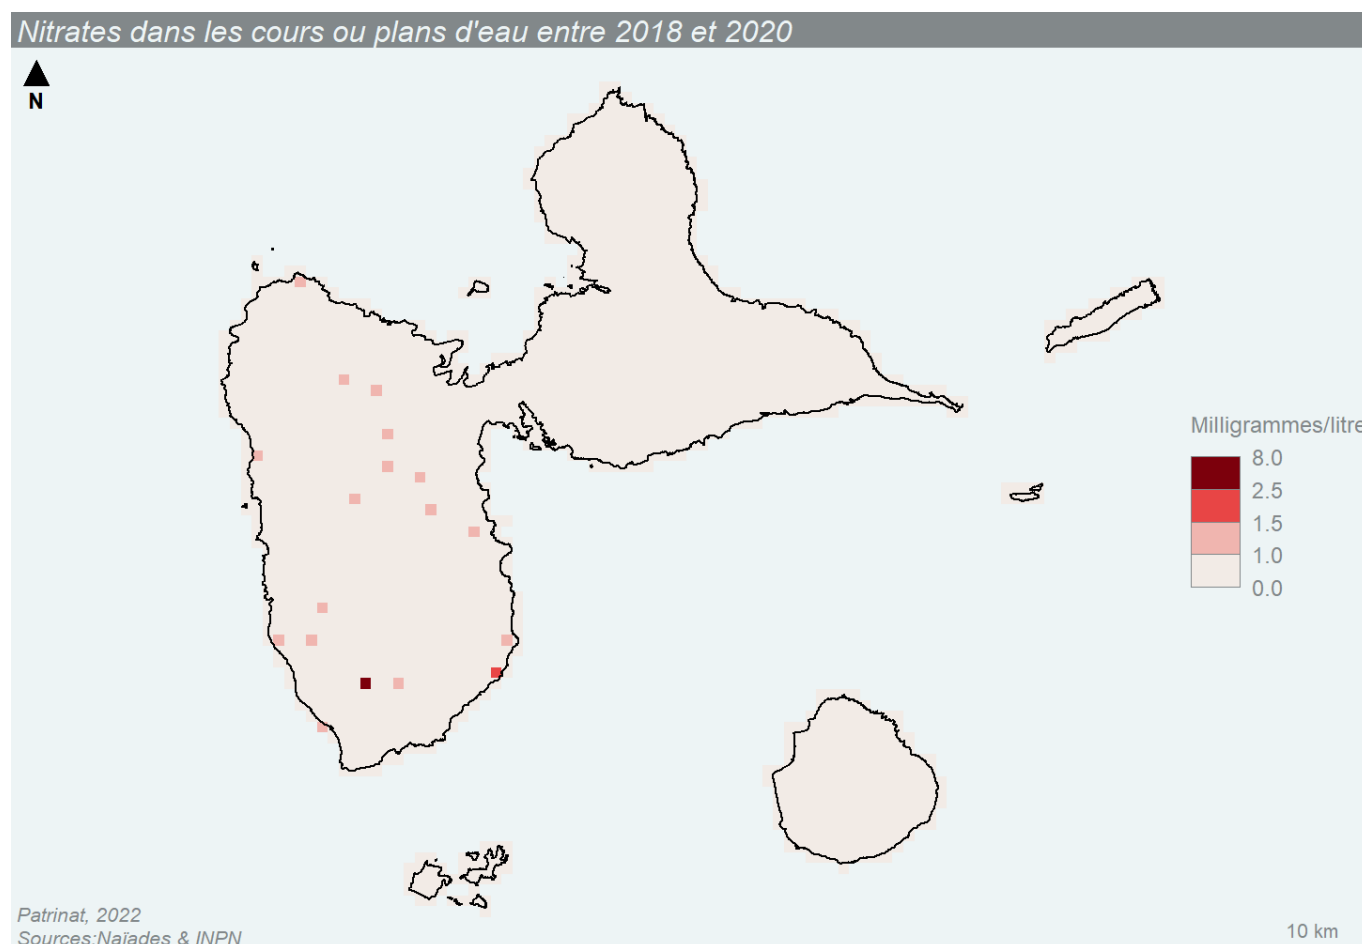 Nitrates dans les cours ou plans d'eau entre 2018 et 2020
N
Milligrammes/litre
8.0
2.5
1.5
1.0
0.0
Patrinat, 2022
Sources:Naïades & INPN
10 km